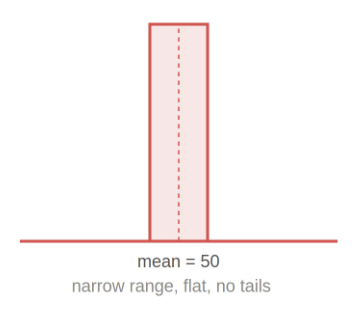 mean = 50
narrow range, flat, no tails